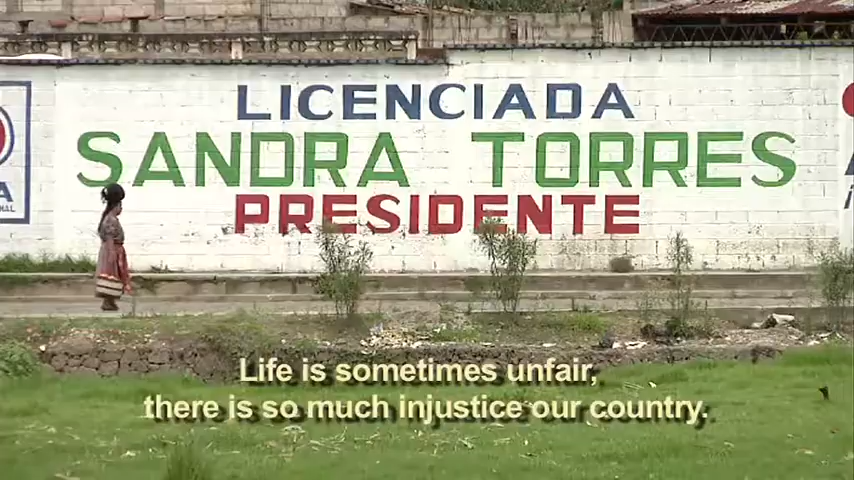 LICENCIADA
SANDRA TORRES
PRESIDENTE
Life is sometimes unfair,
there is so much injustice our country.